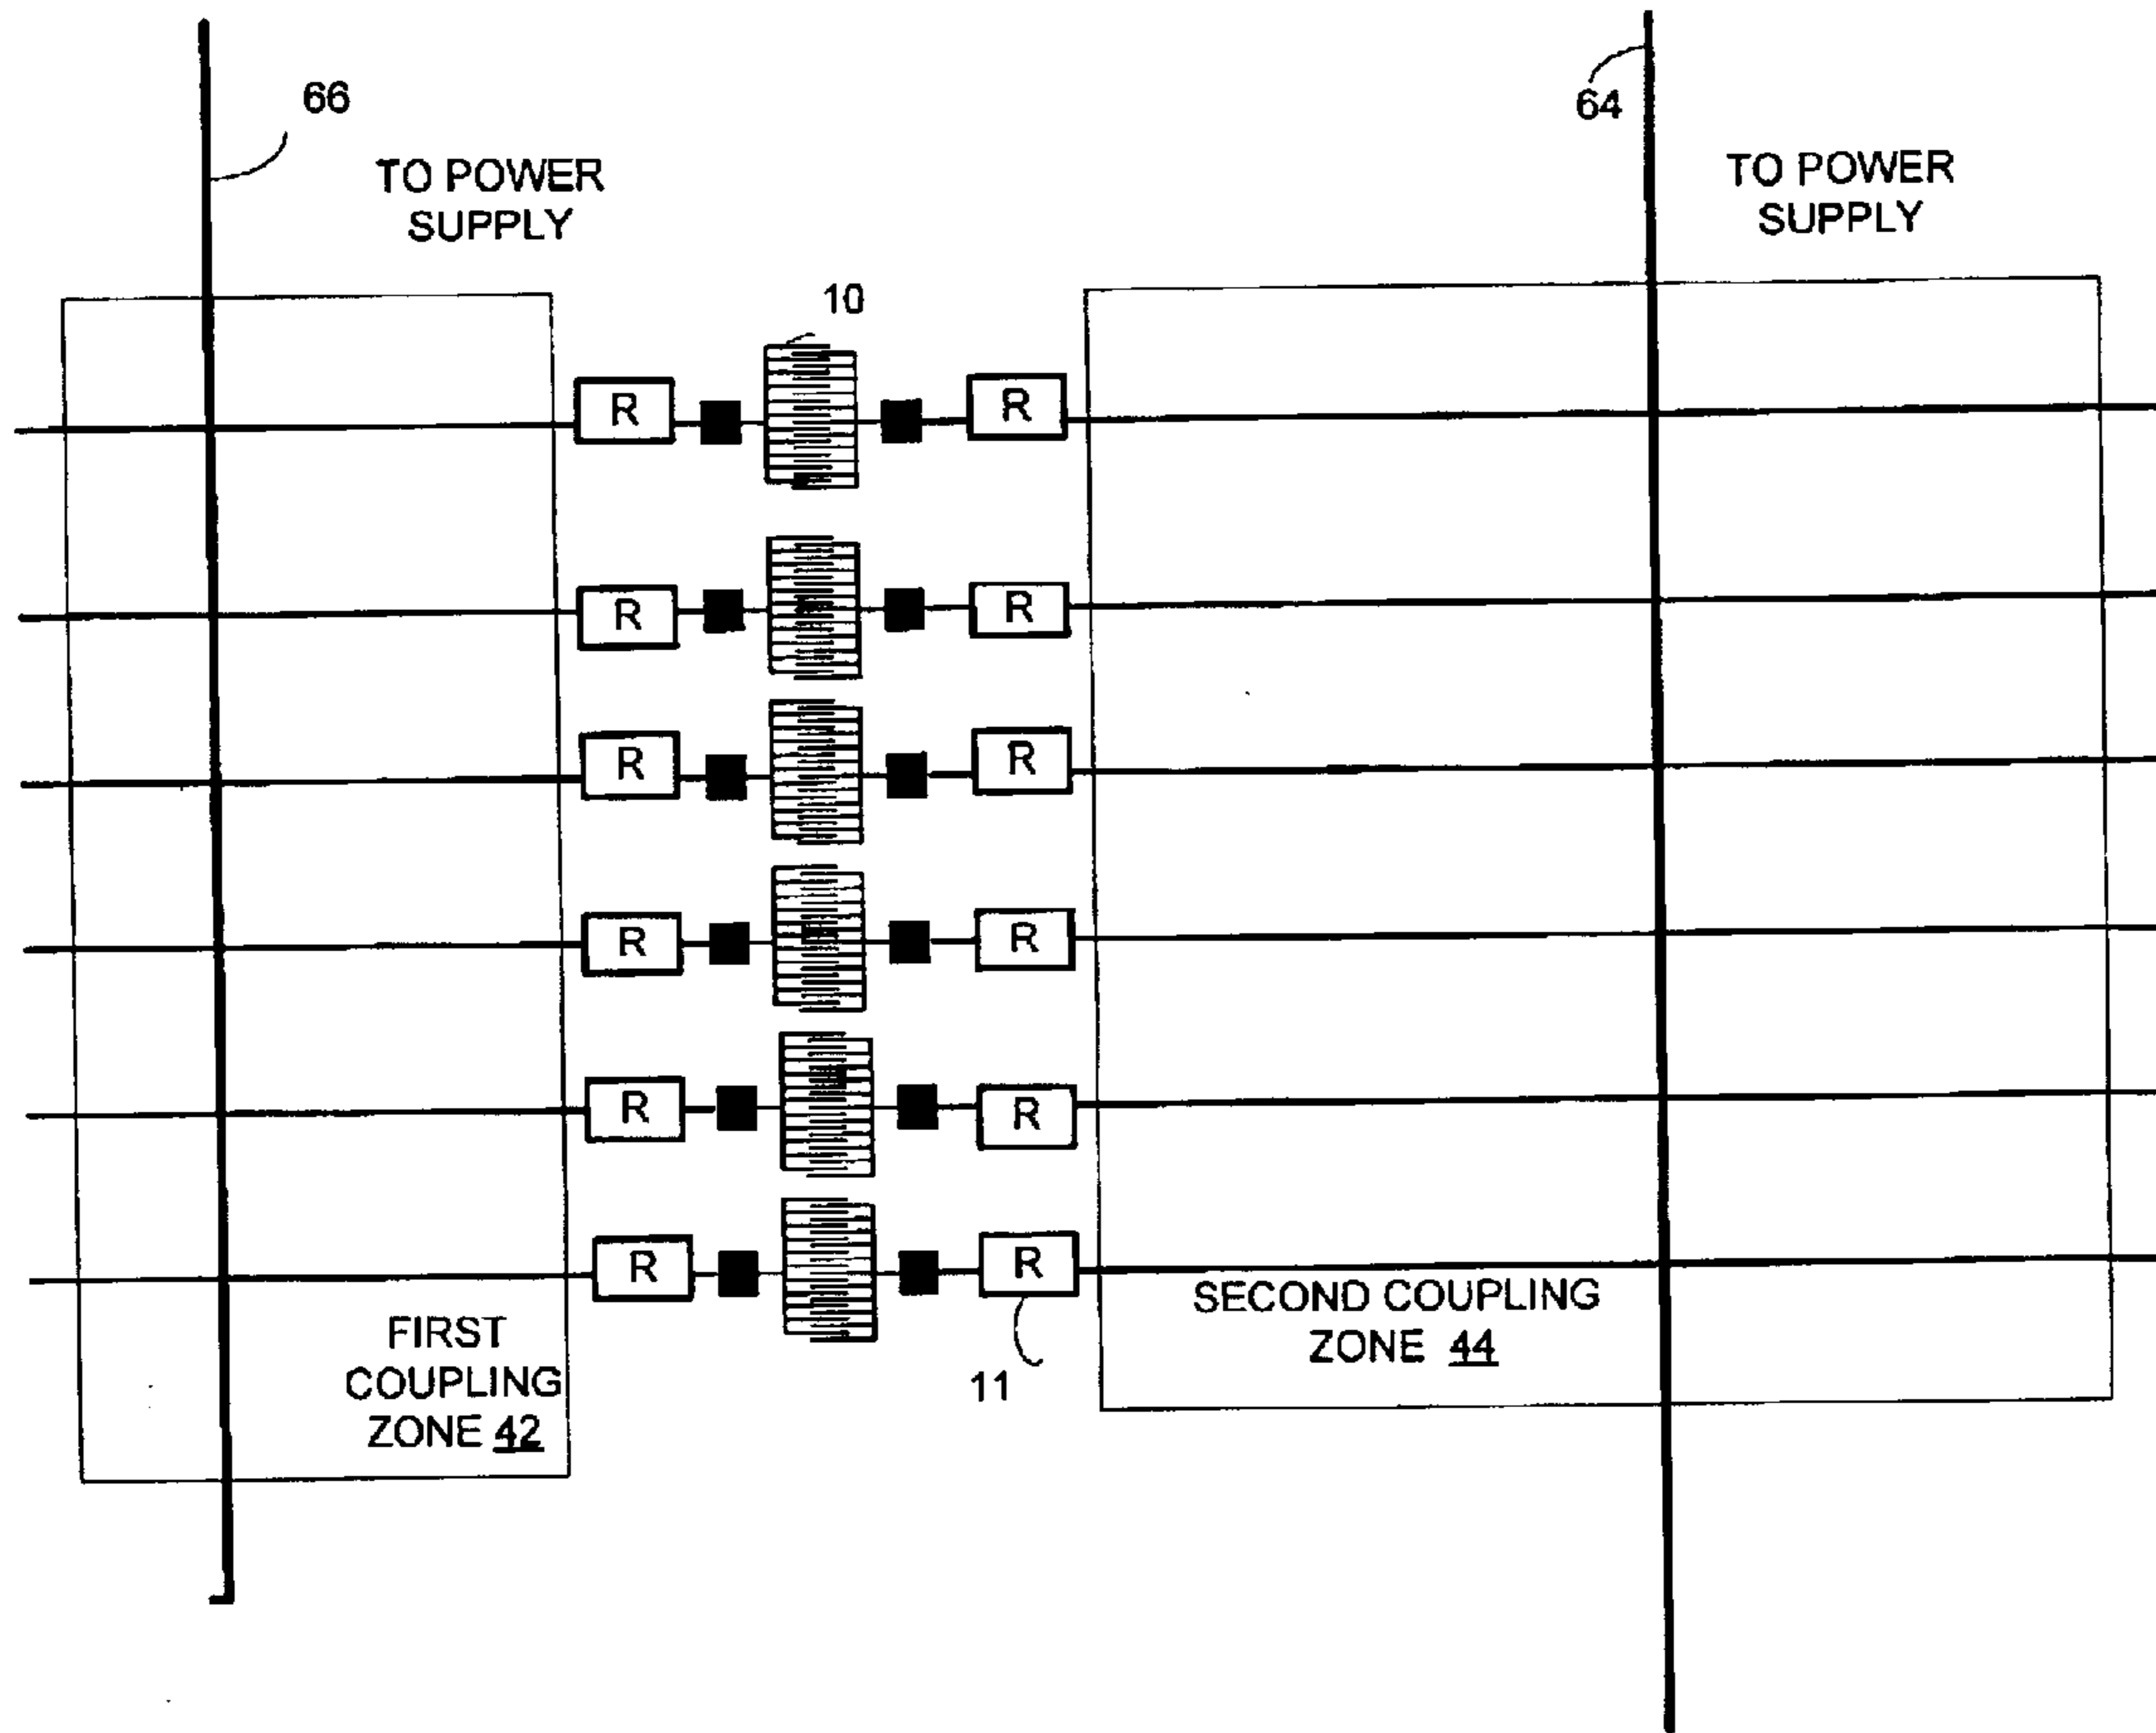 66
64
TO POWER
SUPPLY
TO POWER
SUPPLY
10
R
R
R
R
R
R
R
R
R
R
R
R
SECOND COUPLING
ZONE 44
FIRST
COUPLING
ZONE 42
11